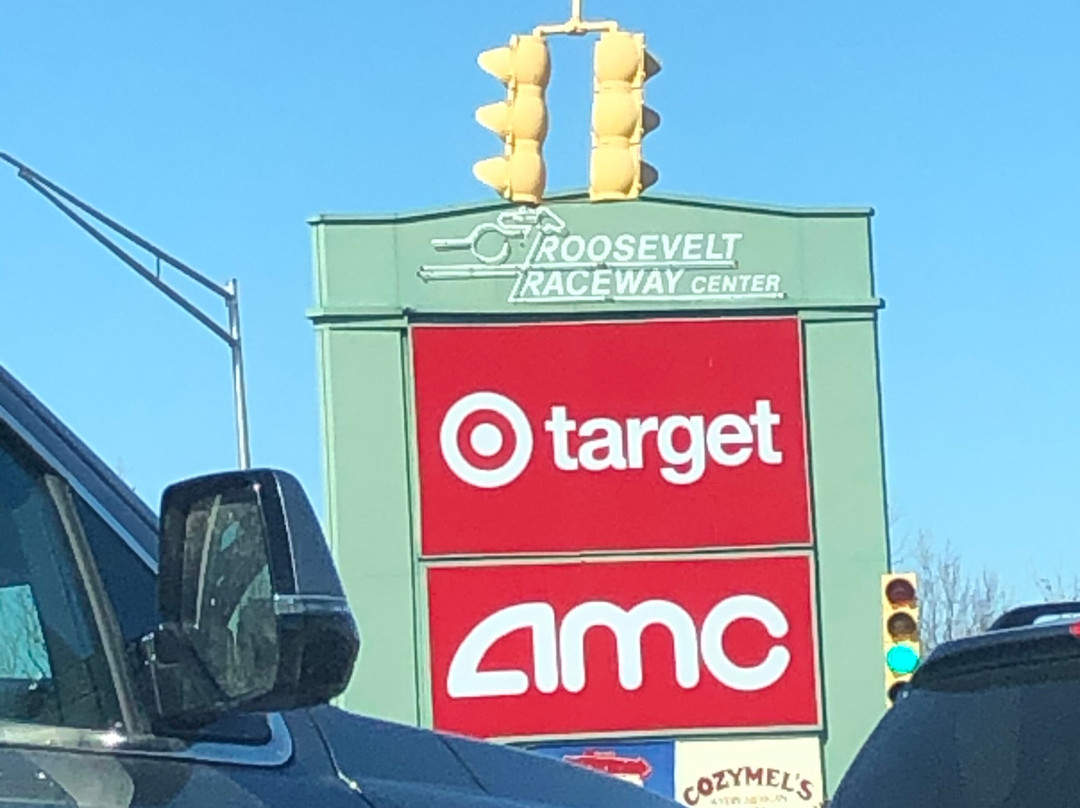 ROOSEVELT
RACEWAY CENTER
target
amc
COZYMEL'S